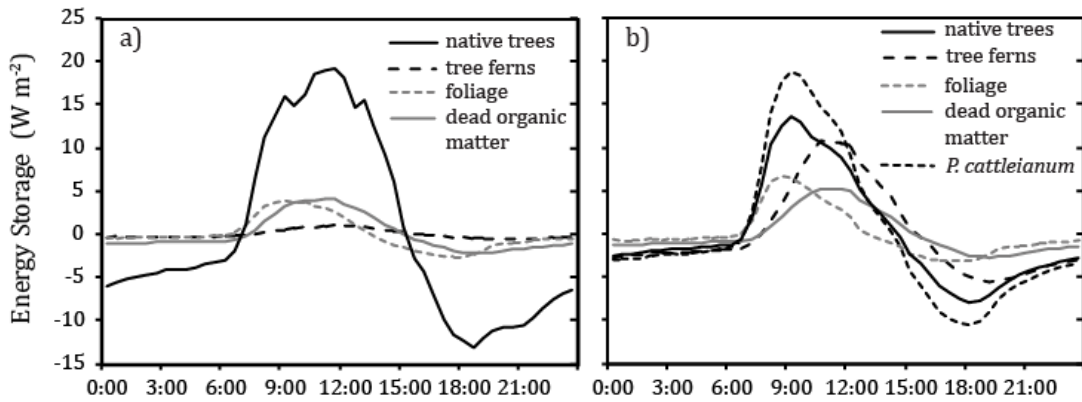 Energy Storage (W m-2)
25
20
15
10
5
0
-5
-10
-15
a)
native trees
tree ferns
foliage
dead organic
matter
0:00 3:00 6:00 9:00 12:00 15:00 18:00 21:00
b)
native trees
tree ferns
foliage
dead organic
matter
P. cattleianum
0:00 3:00 6:00 9:00 12:00 15:00 18:00 21:00